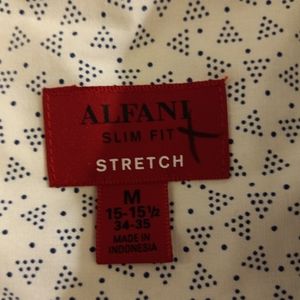 ALFANI
SLIM FIT
STRETCH
M
15-15½
34-35
MADE IN
INDONESIA